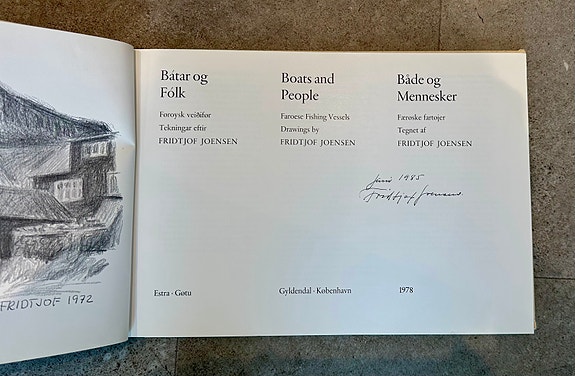 Bátar og
Fólk
Føroysk veiðiför
Tekningar eftir
FRIDTJOF JOENSEN
Boats and
People
Faroese Fishing Vessels
Drawings by
FRIDTJOF JOENSEN
Både og
Mennesker
Færøske fartøjer
Tegnet af
FRIDTJOF JOENSEN
Juni 1985
Fridtjof Joensen
Estra · Gøtu
Gyldendal · København
1978
FRIDTJOF 1972